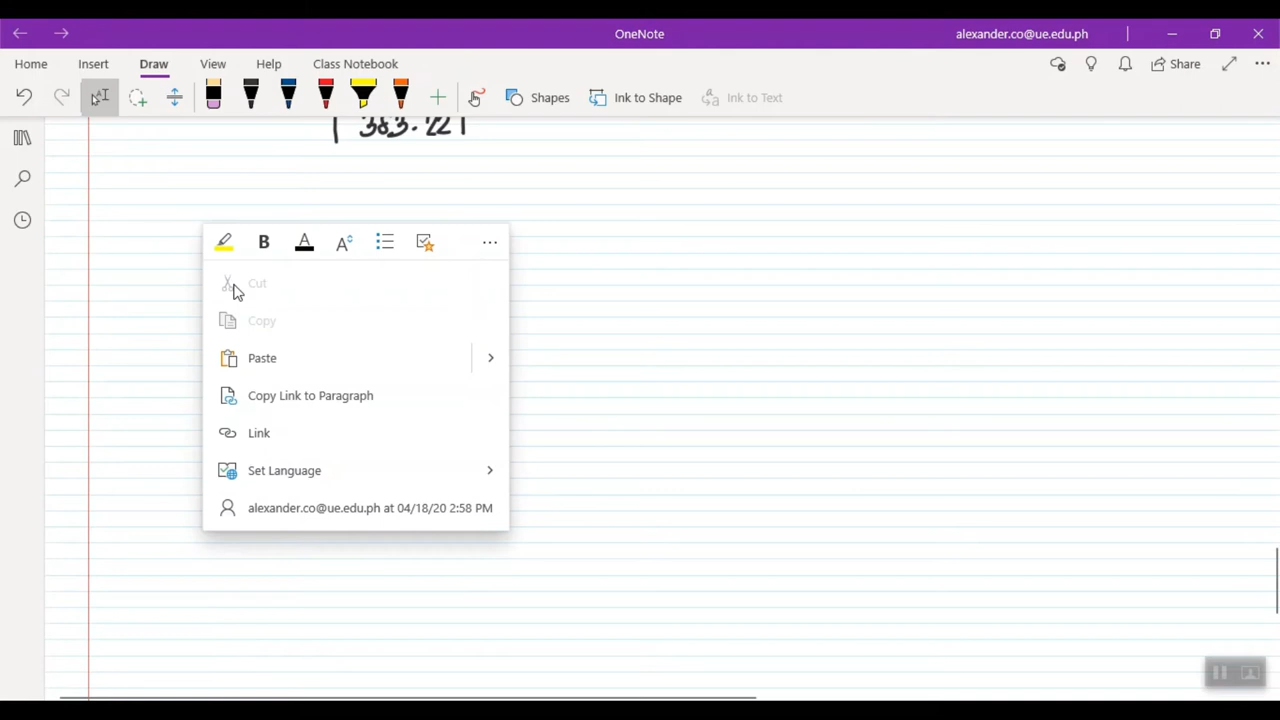 OneNote
alexander.co@ue.edu.ph
Home Insert Draw View Help Class Notebook
Share
Shapes Ink to Shape Ink to Text
383.22
Cut
Copy
Paste
Copy Link to Paragraph
Link
Set Language
alexander.co@ue.edu.ph at 04/18/20 2:58 PM